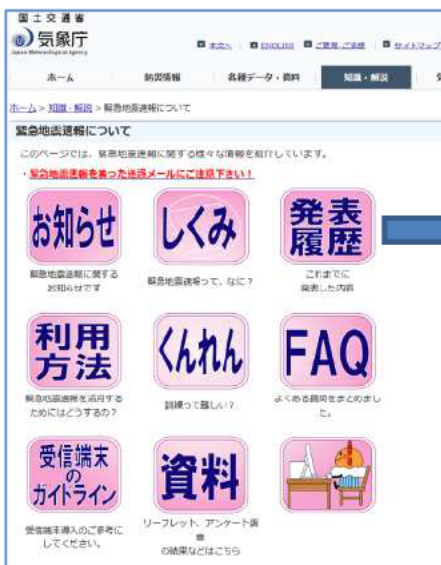 国土交通省
気象庁
Japan Meteorological Agency
本文へ ENGLISH ご意見・ご感想 サイトマップ
ホーム 防災情報 各種データ・資料 知識・解説
ホーム > 知識・解説 > 緊急地震速報について
緊急地震速報について
このページでは、緊急地震速報に関する様々な情報を紹介しています。
・緊急地震速報を装った迷惑メールにご注意下さい！
お知らせ しくみ 発表
履歴
緊急地震速報に関する
お知らせです
緊急地震速報って、なに？
これまでに
発表した内容
利用
方法
くんれん FAQ
緊急地震速報を活用する
ためにはどうするの？
訓練って難しい？
よくある質問をまとめまし
た。
受信端末
の
ガイドライン
資料
受信端末導入のご参考に
してください。
リーフレット、アンケート調
査
の結果などはこちら